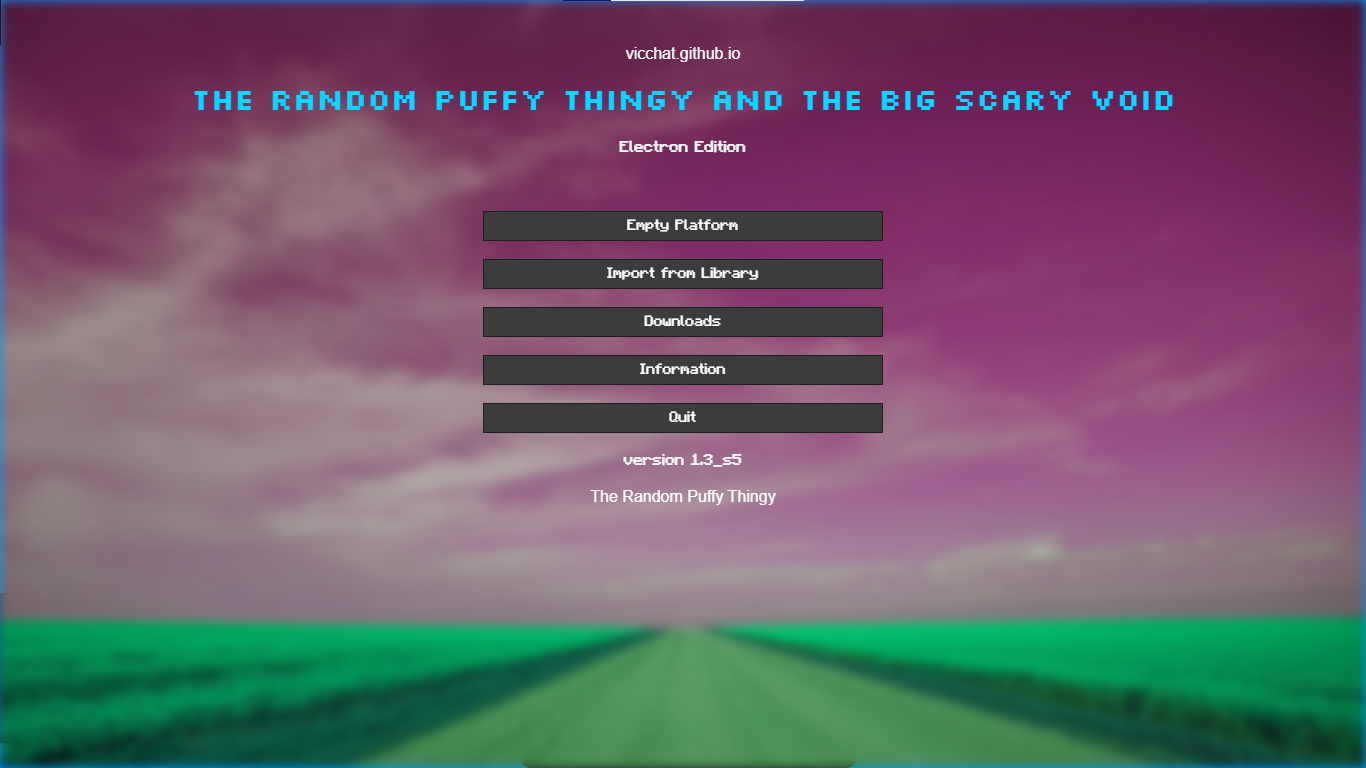 vicchat.github.io
THE RANDOM PUFFY THINGY AND THE BIG SCARY VOID
Electron Edition
Empty Platform
Import from Library
Downloads
Information
Quit
version 1.3_s5
The Random Puffy Thingy